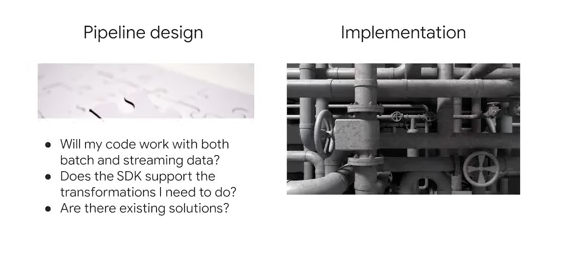 Pipeline design
Implementation
● Will my code work with both
batch and streaming data?
● Does the SDK support the
transformations I need to do?
● Are there existing solutions?